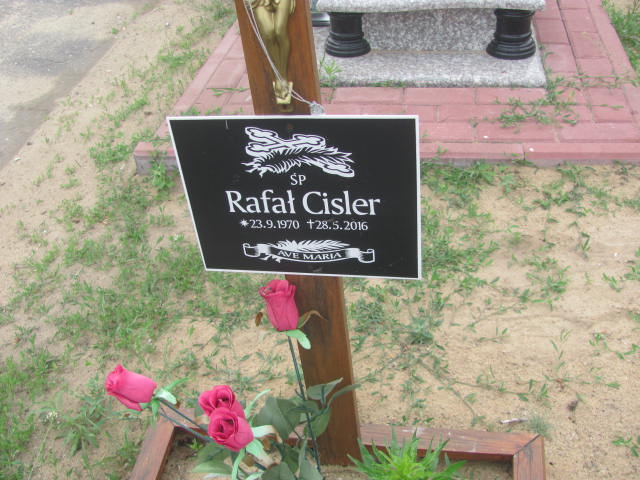 ŚP
Rafał Cisler
*23.9.1970 †28.5.2016
AVE MARIA